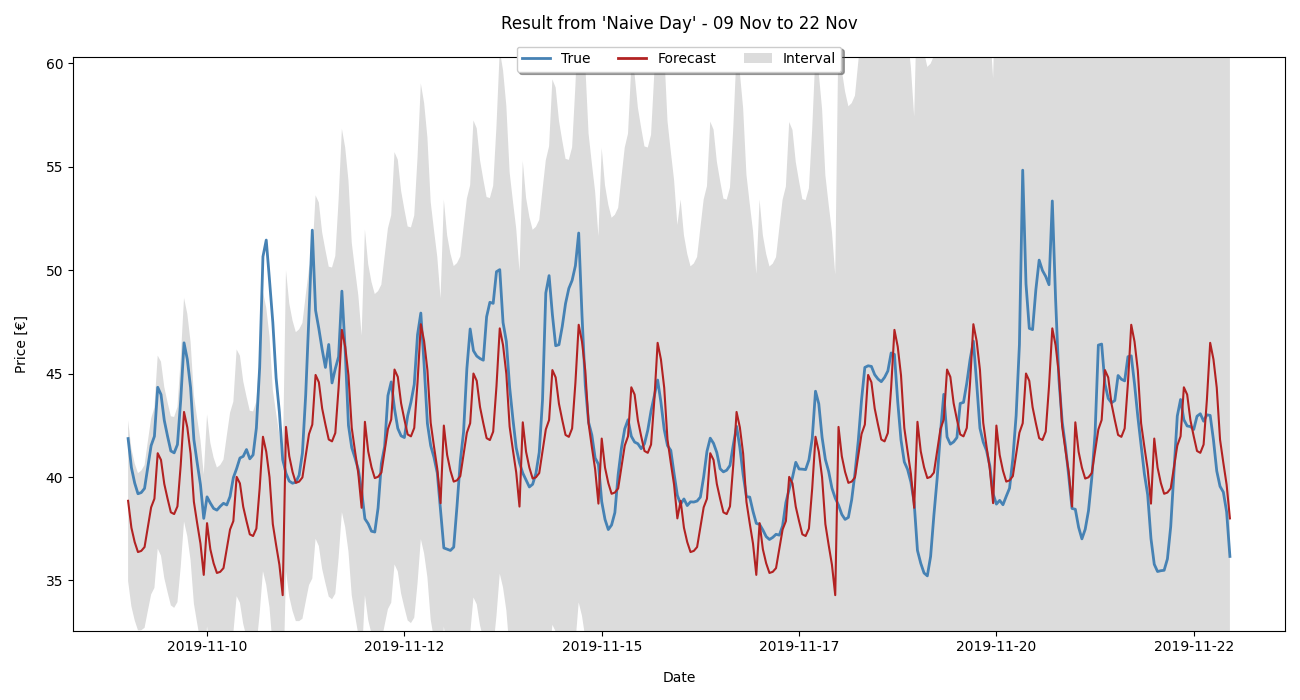 Result from 'Naive Day' - 09 Nov to 22 Nov
True
Forecast
Interval
Price [€]
60
55
50
45
40
35
2019-11-10
2019-11-12
2019-11-15
2019-11-17
2019-11-20
2019-11-22
Date